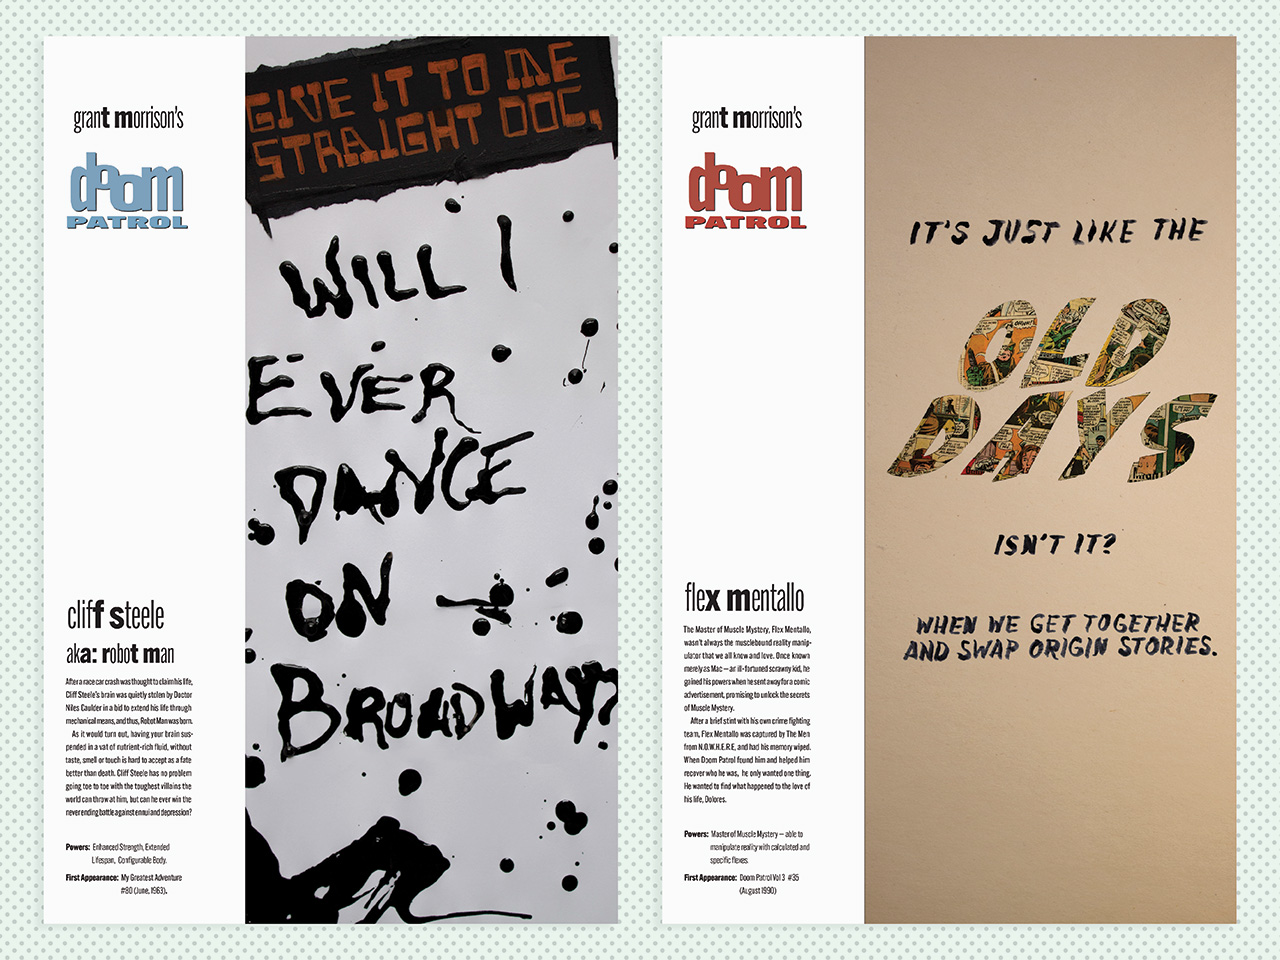 grant morrison's
doom
PATROL
cliff steele
aka: robot man
After a race car crash was thought to claim his life,
Cliff Steele's brain was quietly stolen by Doctor
Niles Caulder in a bid to extend his life through
mechanical means, and thus, Robot Man was born.
As it would turn out, having your brain sus-
pended in a vat of nutrient-rich fluid, without
taste, smell or touch is hard to accept as a fate
better than death. Cliff Steele has no problem
going toe to toe with the toughest villains the
world can throw at him, but can he ever win the
never ending battle against ennui and depression?
Powers: Enhanced Strength, Extended
Lifespan, Configurable Body.
First Appearance: My Greatest Adventure
#80 (June, 1963).
GIVE IT TO ME
STRAIGHT DOC,
WILL I
EVER
DANCE
ON
BROADWAY?
grant morrison's
doom
PATROL
flex mentallo
The Master of Muscle Mystery, Flex Mentallo,
wasn't always the musclebound reality manip-
ulator that we all know and love. Once known
merely as Mac — an ill-fortuned scrawny kid, he
gained his powers when he sent away for a comic
advertisement, promising to unlock the secrets
of Muscle Mystery.
After a brief stint with his own crime fighting
team, Flex Mentallo was captured by The Men
from N.O.W.H.E.R.E, and had his memory wiped.
When Doom Patrol found him and helped him
recover who he was, he only wanted one thing.
He wanted to find what happened to the love of
his life, Dolores.
Powers: Master of Muscle Mystery — able to
manipulate reality with calculated and
specific flexes.
First Appearance: Doom Patrol Vol 3 #35
(August 1990)
IT'S JUST LIKE THE
OLD
DAYS
ISN'T IT?
WHEN WE GET TOGETHER
AND SWAP ORIGIN STORIES.